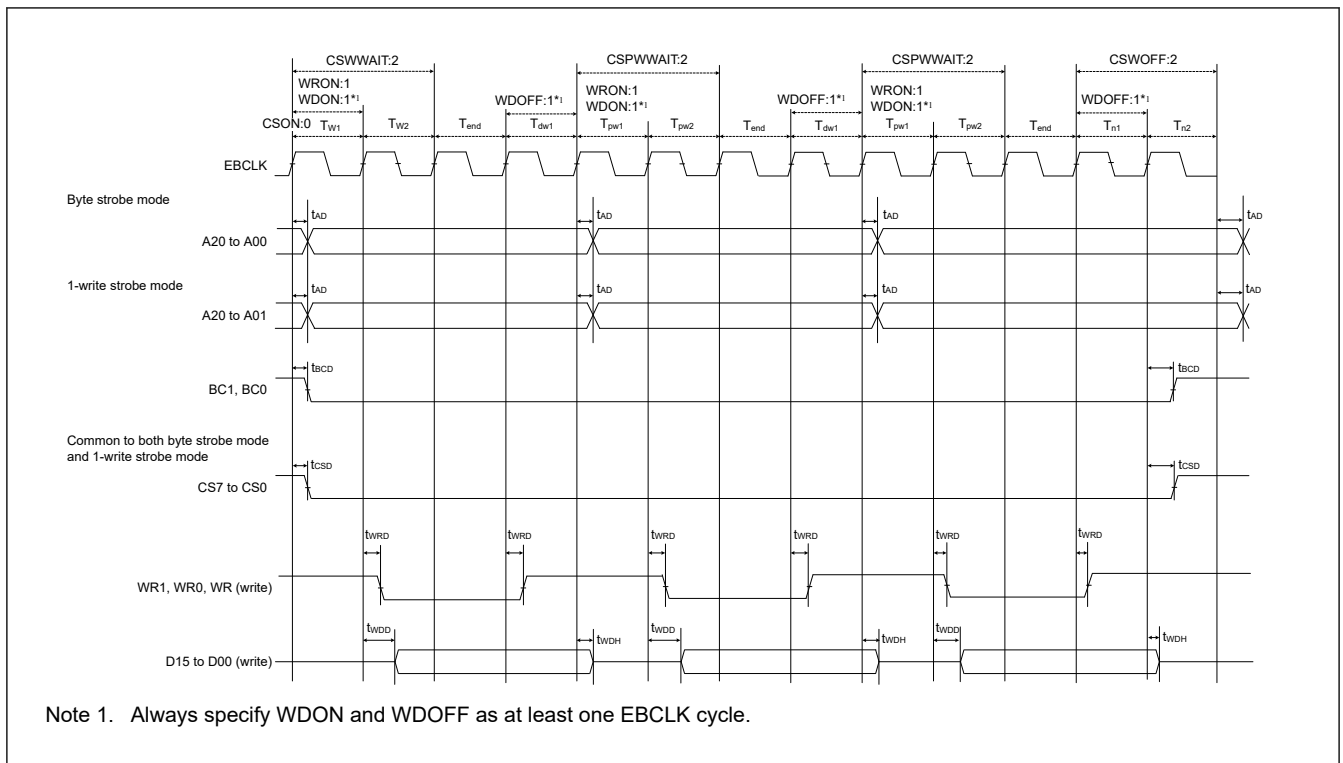 CSWWAIT:2 CSPWWAIT:2 CSPWWAIT:2 CSWOFF:2
WRON:1 WRON:1 WRON:1
WDON:1*1 WDOFF:1*1 WDON:1*1 WDOFF:1*1 WDON:1*1 WDOFF:1*1
CSON:0 TW1 TW2 Tend Tdw1 Tpw1 Tpw2 Tend Tdw1 Tpw1 Tpw2 Tend Tn1 Tn2
EBCLK
Byte strobe mode
tAD tAD tAD tAD
A20 to A00
1-write strobe mode
tAD tAD tAD tAD
A20 to A01
tBCD tBCD
BC1, BC0
Common to both byte strobe mode
and 1-write strobe mode
tCSD tCSD
CS7 to CS0
tWRD tWRD tWRD tWRD tWRD tWRD
WR1, WR0, WR (write)
tWDD tWDH tWDD tWDH tWDD tWDH
D15 to D00 (write)
Note 1. Always specify WDON and WDOFF as at least one EBCLK cycle.